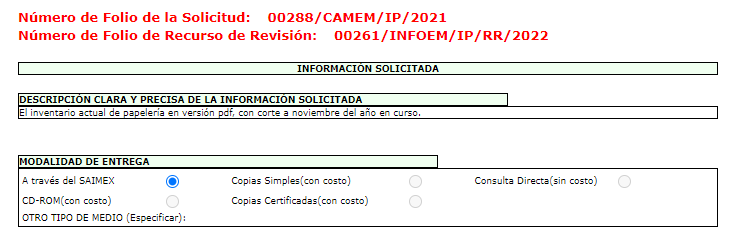 Número de Folio de la Solicitud: 00288/CAMEM/IP/2021
Número de Folio de Recurso de Revisión: 00261/INFOEM/IP/RR/2022
INFORMACIÓN SOLICITADA
DESCRIPCIÓN CLARA Y PRECISA DE LA INFORMACIÓN SOLICITADA
El inventario actual de papelería en versión pdf, con corte a noviembre del año en curso.
MODALIDAD DE ENTREGA
A través del SAIMEX Copias Simples(con costo) Consulta Directa(sin costo)
CD-ROM(con costo) Copias Certificadas(con costo)
OTRO TIPO DE MEDIO (Especificar):